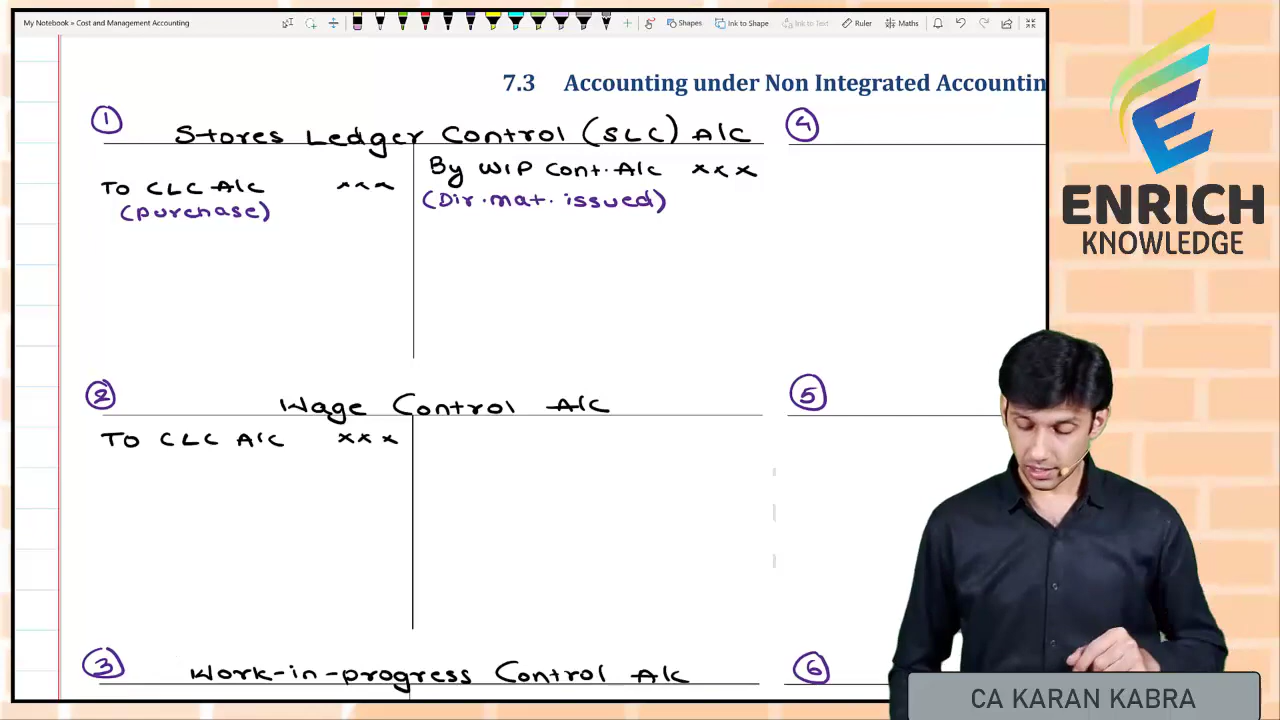 My Notebook » Cost and Management Accounting
Shapes
Ink to Shape
Ink to Text
Ruler
Maths
7.3 Accounting under Non Integrated Accountin
1
Stores Ledger Control (SLC) A/C
To CLC A/C xxx
(purchase)
By WIP Cont. A/C xxx
(Dir. mat. issued)
2
Wage Control A/C
To CLC A/C xxx
3
Work-in-progress Control A/c
4
5
6
ENRICH
KNOWLEDGE
CA KARAN KABRA